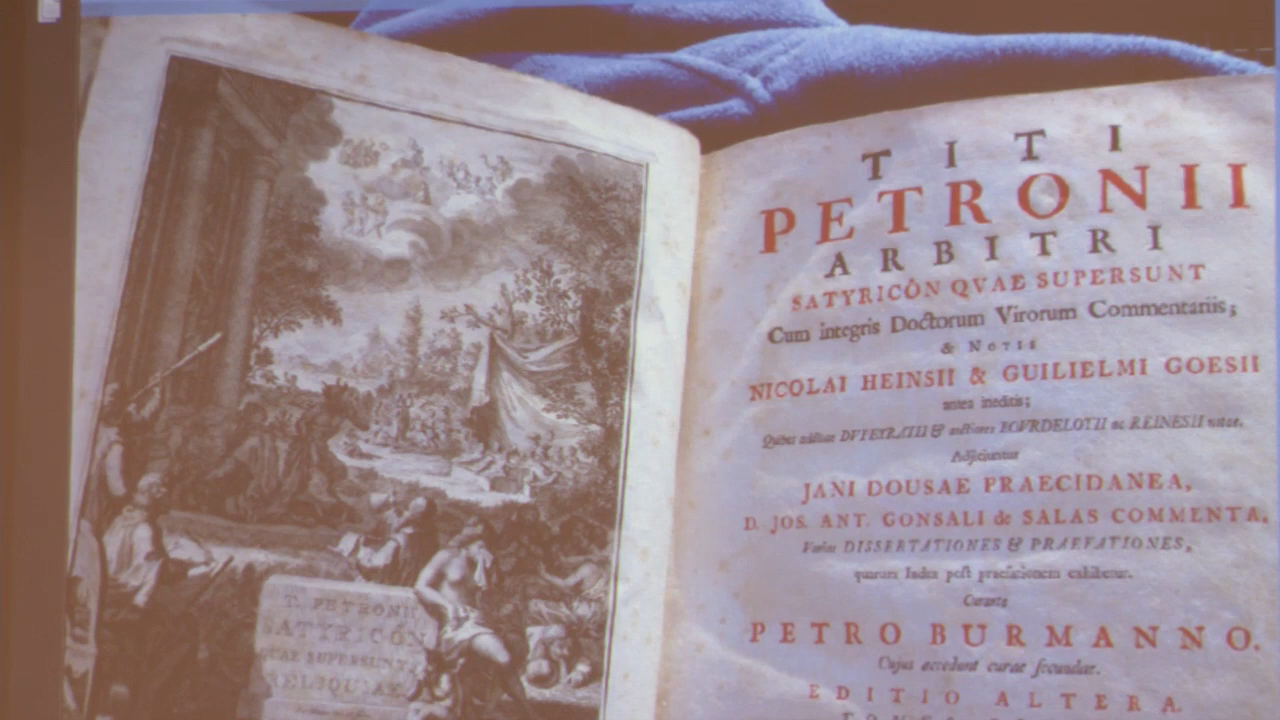 T. PETRONII
SATYRICÔN
QUAE SUPERSUNT
RELIQUIAE
TITI
PETRONII
ARBITRI
SATYRICÔN QVAE SUPERSUNT
Cum integris Doctorum Virorum Commentariis;
& NOTIS
NICOLAI HEINSII & GUILIELMI GOESII
antea ineditis;
Quibus additae DUPEYRATII & auctiores BOURDELOTII ac REINESII notae.
Adjiciuntur
JANI DOUSAE PRAECIDANEA,
D. JOS. ANT. GONSALI de SALAS COMMENTA,
Variae DISSERTATIONES & PRAEFATIONES,
quarum Index post praefationem exhibetur.
Curante
PETRO BURMANNO.
Cujus accedunt curae secundae.
EDITIO ALTERA